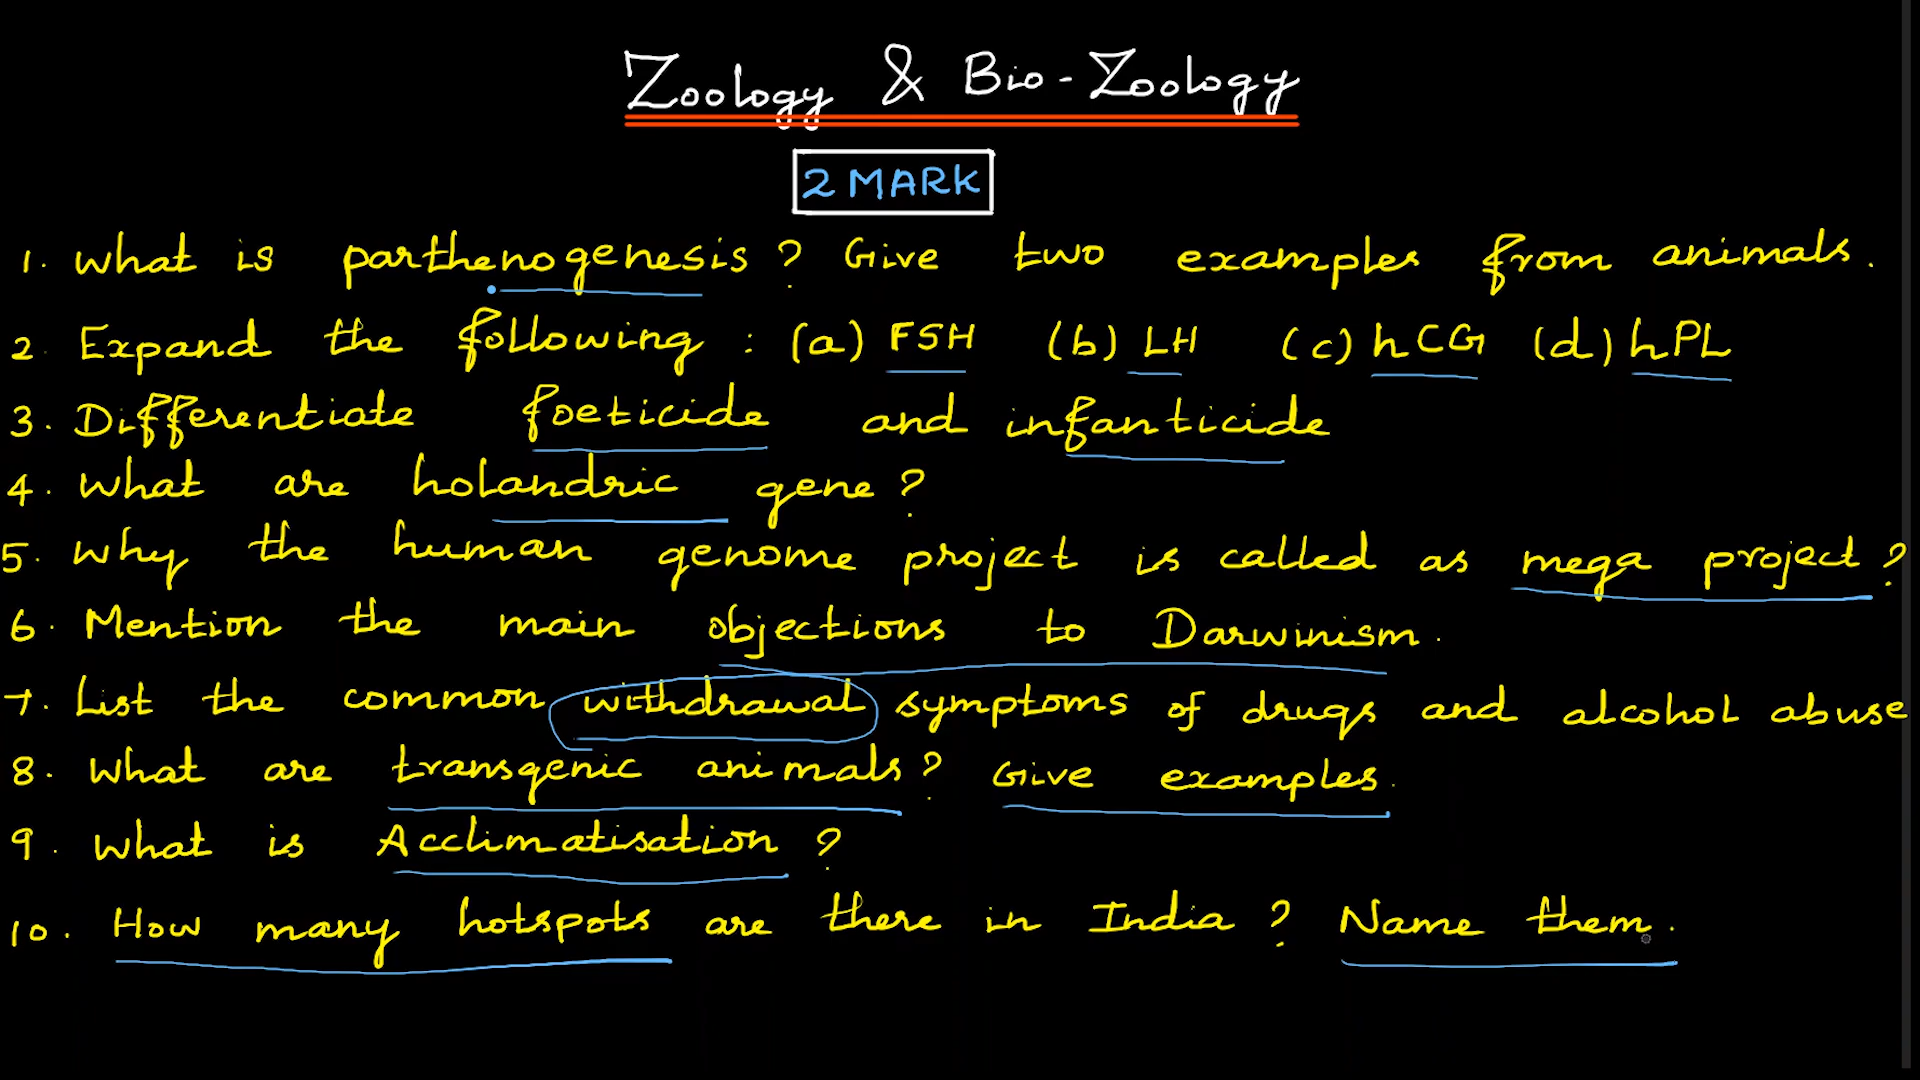 Zoology & Bio-Zoology
2 MARK
1. What is parthenogenesis? Give two examples from animals.
2. Expand the following : (a) FSH (b) LH (c) hCG (d) hPL
3. Differentiate foeticide and infanticide
4. What are holandric gene?
5. Why the human genome project is called as mega project?
6. Mention the main objections to Darwinism.
7. List the common withdrawal symptoms of drugs and alcohol abuse
8. What are transgenic animals? Give examples.
9. What is Acclimatisation?
10. How many hotspots are there in India? Name them.